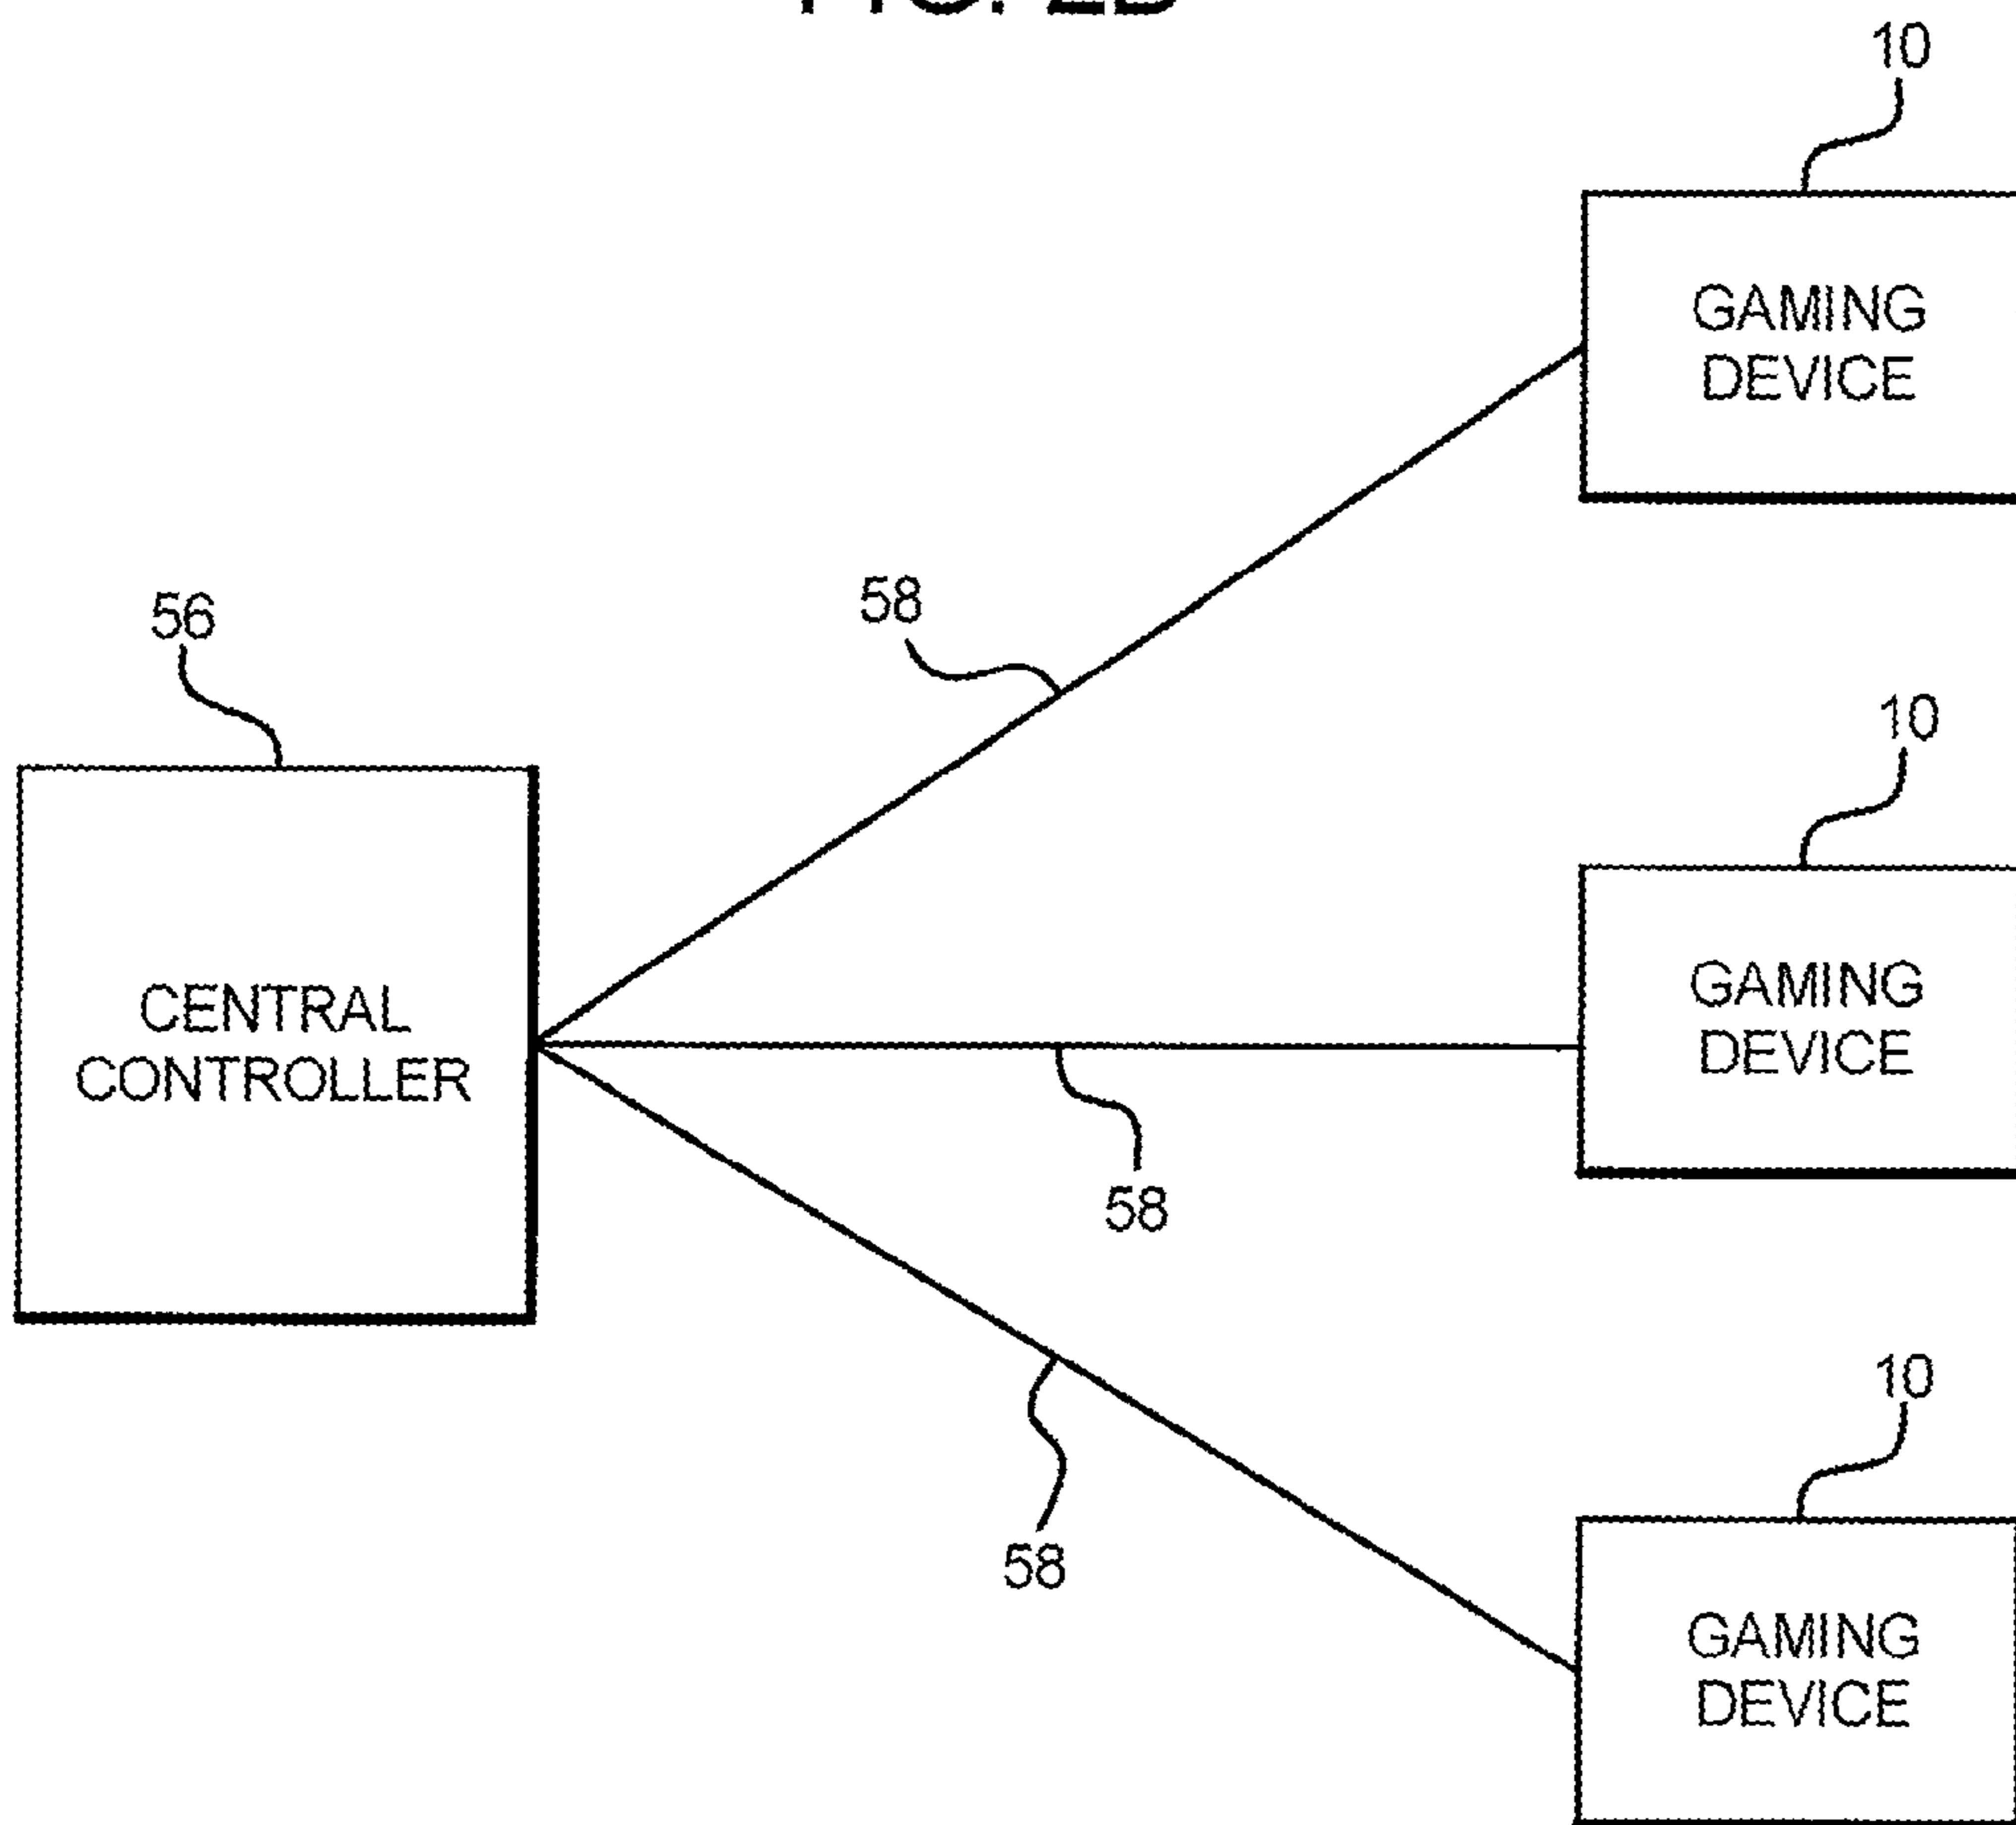 10
GAMING
DEVICE
58
56
10
CENTRAL
CONTROLLER
GAMING
DEVICE
58
10
58
GAMING
DEVICE